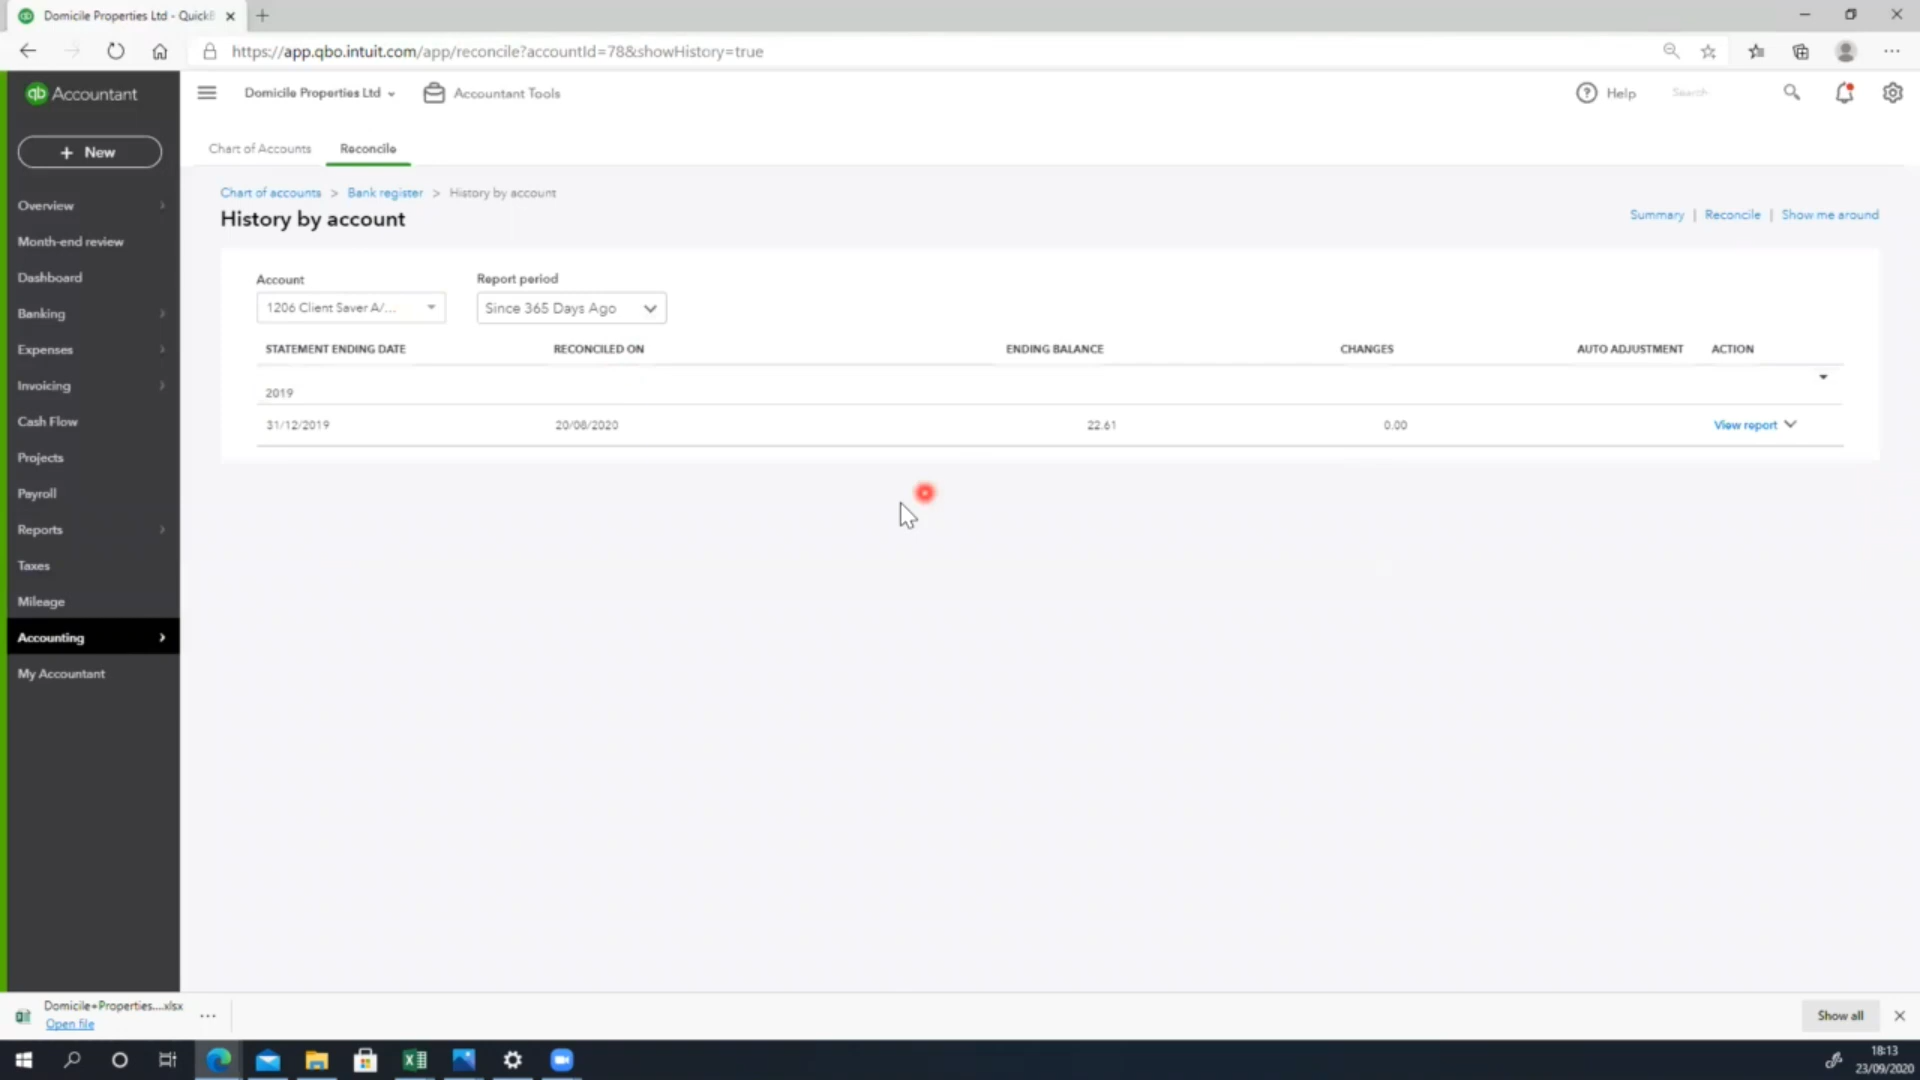 Domicile Properties Ltd - QuickB
https://app.qbo.intuit.com/app/reconcile?accountId=78&showHistory=true
qb Accountant
Domicile Properties Ltd
Accountant Tools
? Help
Search
+ New
Chart of Accounts
Reconcile
Chart of accounts > Bank register > History by account
History by account
Summary | Reconcile | Show me around
Overview
Month-end review
Dashboard
Banking
Expenses
Invoicing
Cash Flow
Projects
Payroll
Reports
Taxes
Mileage
Accounting
My Accountant
Account
Report period
1206 Client Saver A/...
Since 365 Days Ago
STATEMENT ENDING DATE RECONCILED ON ENDING BALANCE CHANGES AUTO ADJUSTMENT ACTION
2019
31/12/2019 20/08/2020 22.61 0.00 View report
Domicile+Properties....xlsx
Open file
Show all
18:13
23/09/2020